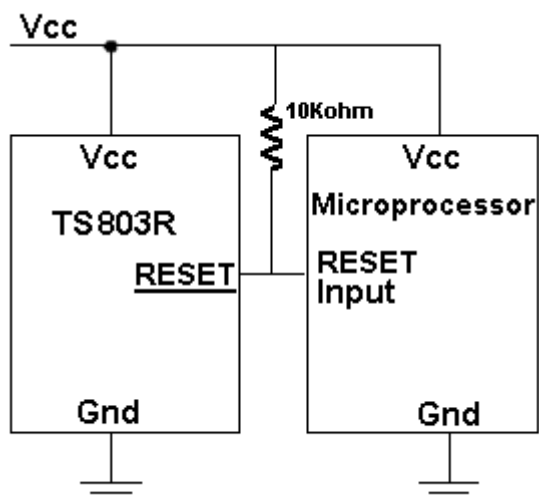 Vcc
10Kohm
Vcc
TS803R
RESET
Gnd
Vcc
Microprocessor
RESET
Input
Gnd